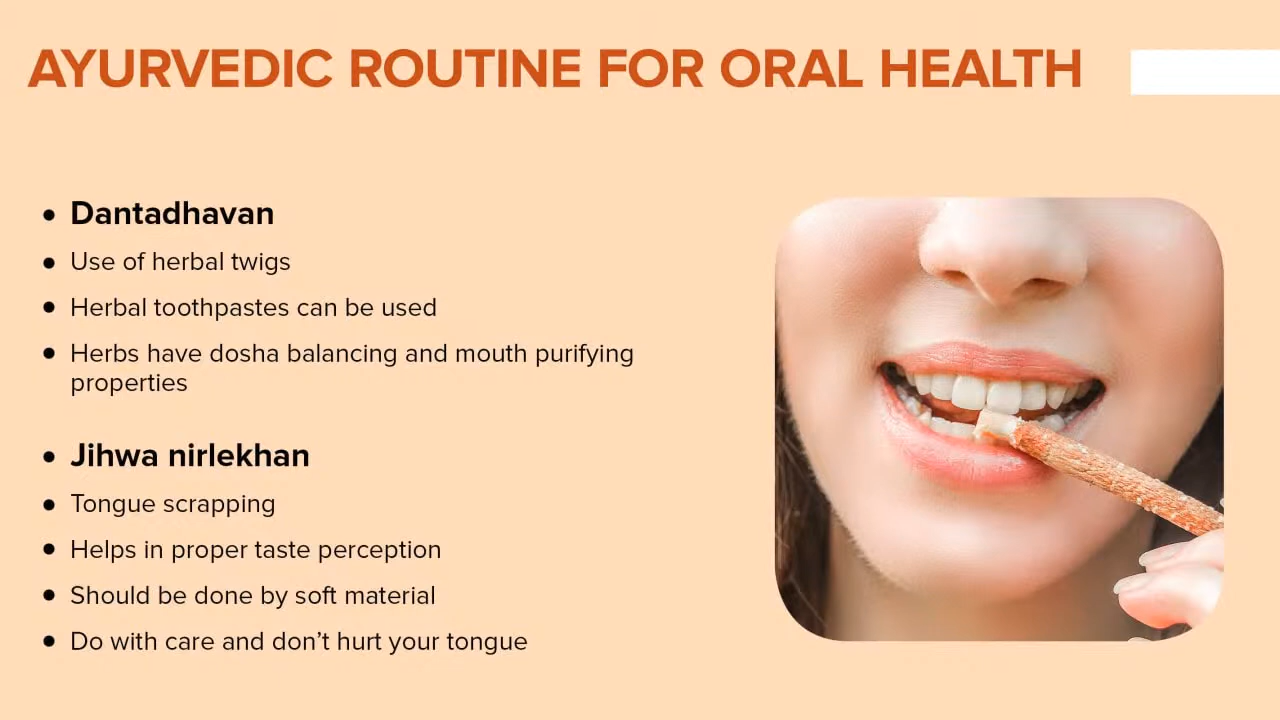 AYURVEDIC ROUTINE FOR ORAL HEALTH
• Dantadhavan
• Use of herbal twigs
• Herbal toothpastes can be used
• Herbs have dosha balancing and mouth purifying
properties
• Jihwa nirlekhan
• Tongue scrapping
• Helps in proper taste perception
• Should be done by soft material
• Do with care and don’t hurt your tongue